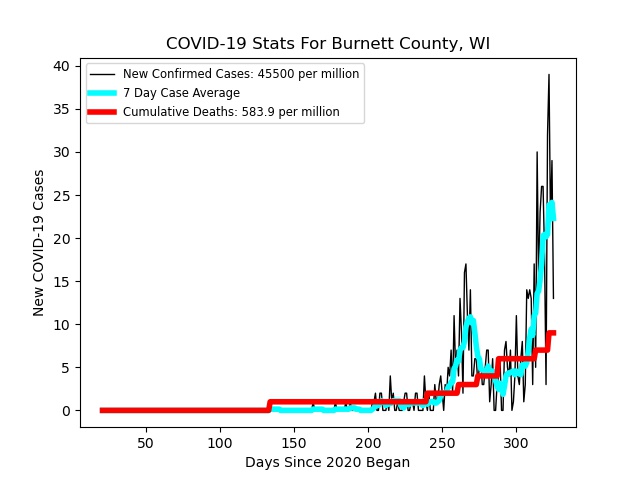 COVID-19 Stats For Burnett County, WI
New Confirmed Cases: 45500 per million
7 Day Case Average
Cumulative Deaths: 583.9 per million
New COVID-19 Cases
40
35
30
25
20
15
10
5
0
50 100 150 200 250 300
Days Since 2020 Began